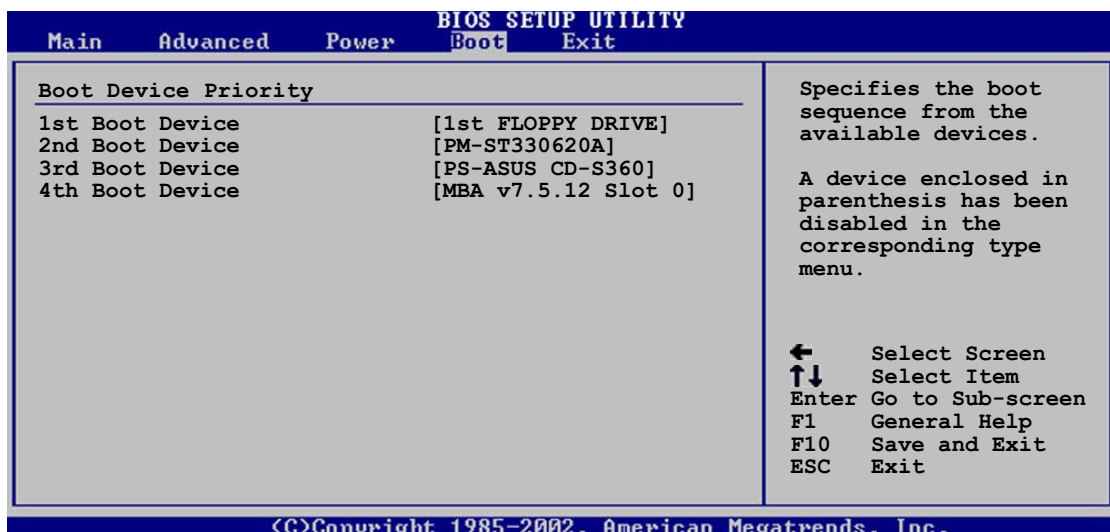 BIOS SETUP UTILITY
Main Advanced Power Boot Exit
Boot Device Priority
1st Boot Device [1st FLOPPY DRIVE]
2nd Boot Device [PM-ST330620A]
3rd Boot Device [PS-ASUS CD-S360]
4th Boot Device [MBA v7.5.12 Slot 0]
Specifies the boot
sequence from the
available devices.
A device enclosed in
parenthesis has been
disabled in the
corresponding type
menu.
← Select Screen
↑↓ Select Item
Enter Go to Sub-screen
F1 General Help
F10 Save and Exit
ESC Exit
(C)Copyright 1985-2002, American Megatrends, Inc.